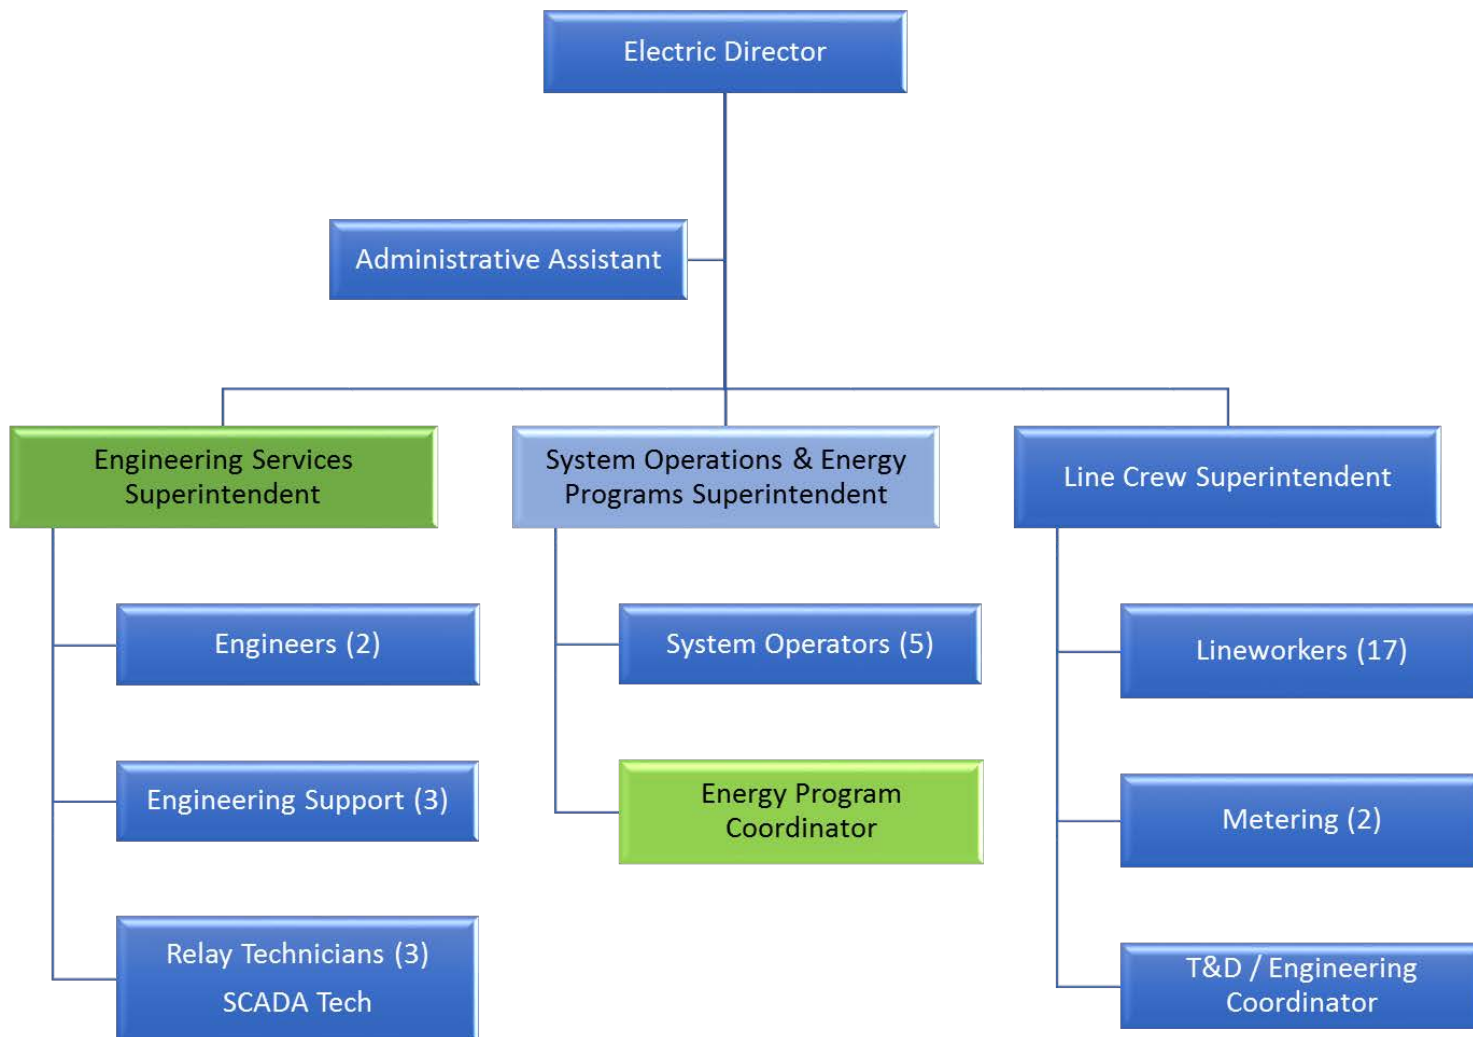 Electric Director
Administrative Assistant
Engineering Services
Superintendent
System Operations & Energy
Programs Superintendent
Line Crew Superintendent
Engineers (2)
Engineering Support (3)
Relay Technicians (3)
SCADA Tech
System Operators (5)
Energy Program
Coordinator
Lineworkers (17)
Metering (2)
T&D / Engineering
Coordinator